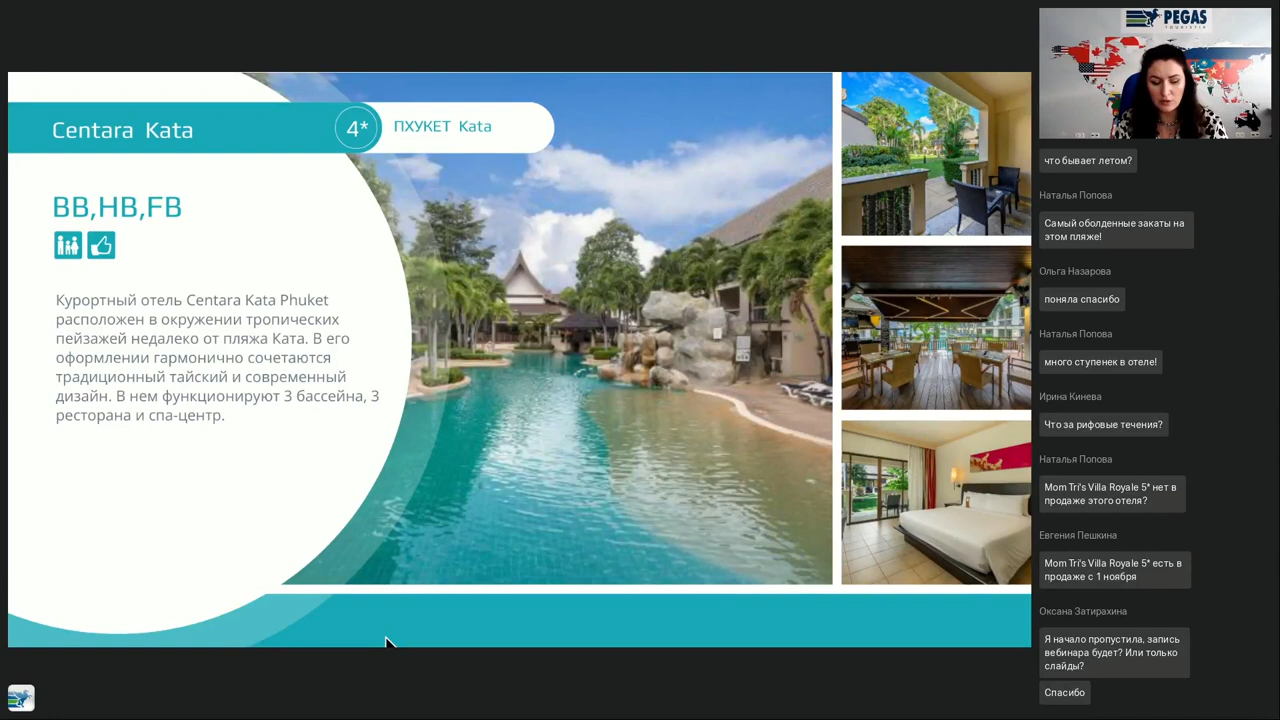 Centara Kata
4*
ПХУКЕТ Kata
BB,HB,FB
Курортный отель Centara Kata Phuket
расположен в окружении тропических
пейзажей недалеко от пляжа Ката. В его
оформлении гармонично сочетаются
традиционный тайский и современный
дизайн. В нем функционируют 3 бассейна, 3
ресторана и спа-центр.
PEGAS
TOURISTIK
что бывает летом?
Наталья Попова
Самый оболденные закаты на
этом пляже!
Ольга Назарова
поняла спасибо
Наталья Попова
много ступенек в отеле!
Ирина Кинева
Что за рифовые течения?
Наталья Попова
Mom Tri's Villa Royale 5* нет в
продаже этого отеля?
Евгения Пешкина
Mom Tri's Villa Royale 5* есть в
продаже с 1 ноября
Оксана Затирахина
Я начало пропустила, запись
вебинара будет? Или только
слайды?
Спасибо